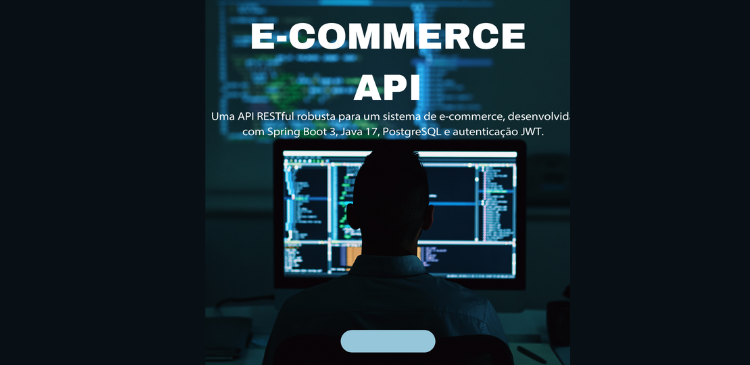 E-COMMERCE
API
Uma API RESTful robusta para um sistema de e-commerce, desenvolvid
com Spring Boot 3, Java 17, PostgreSQL e autenticação JWT.